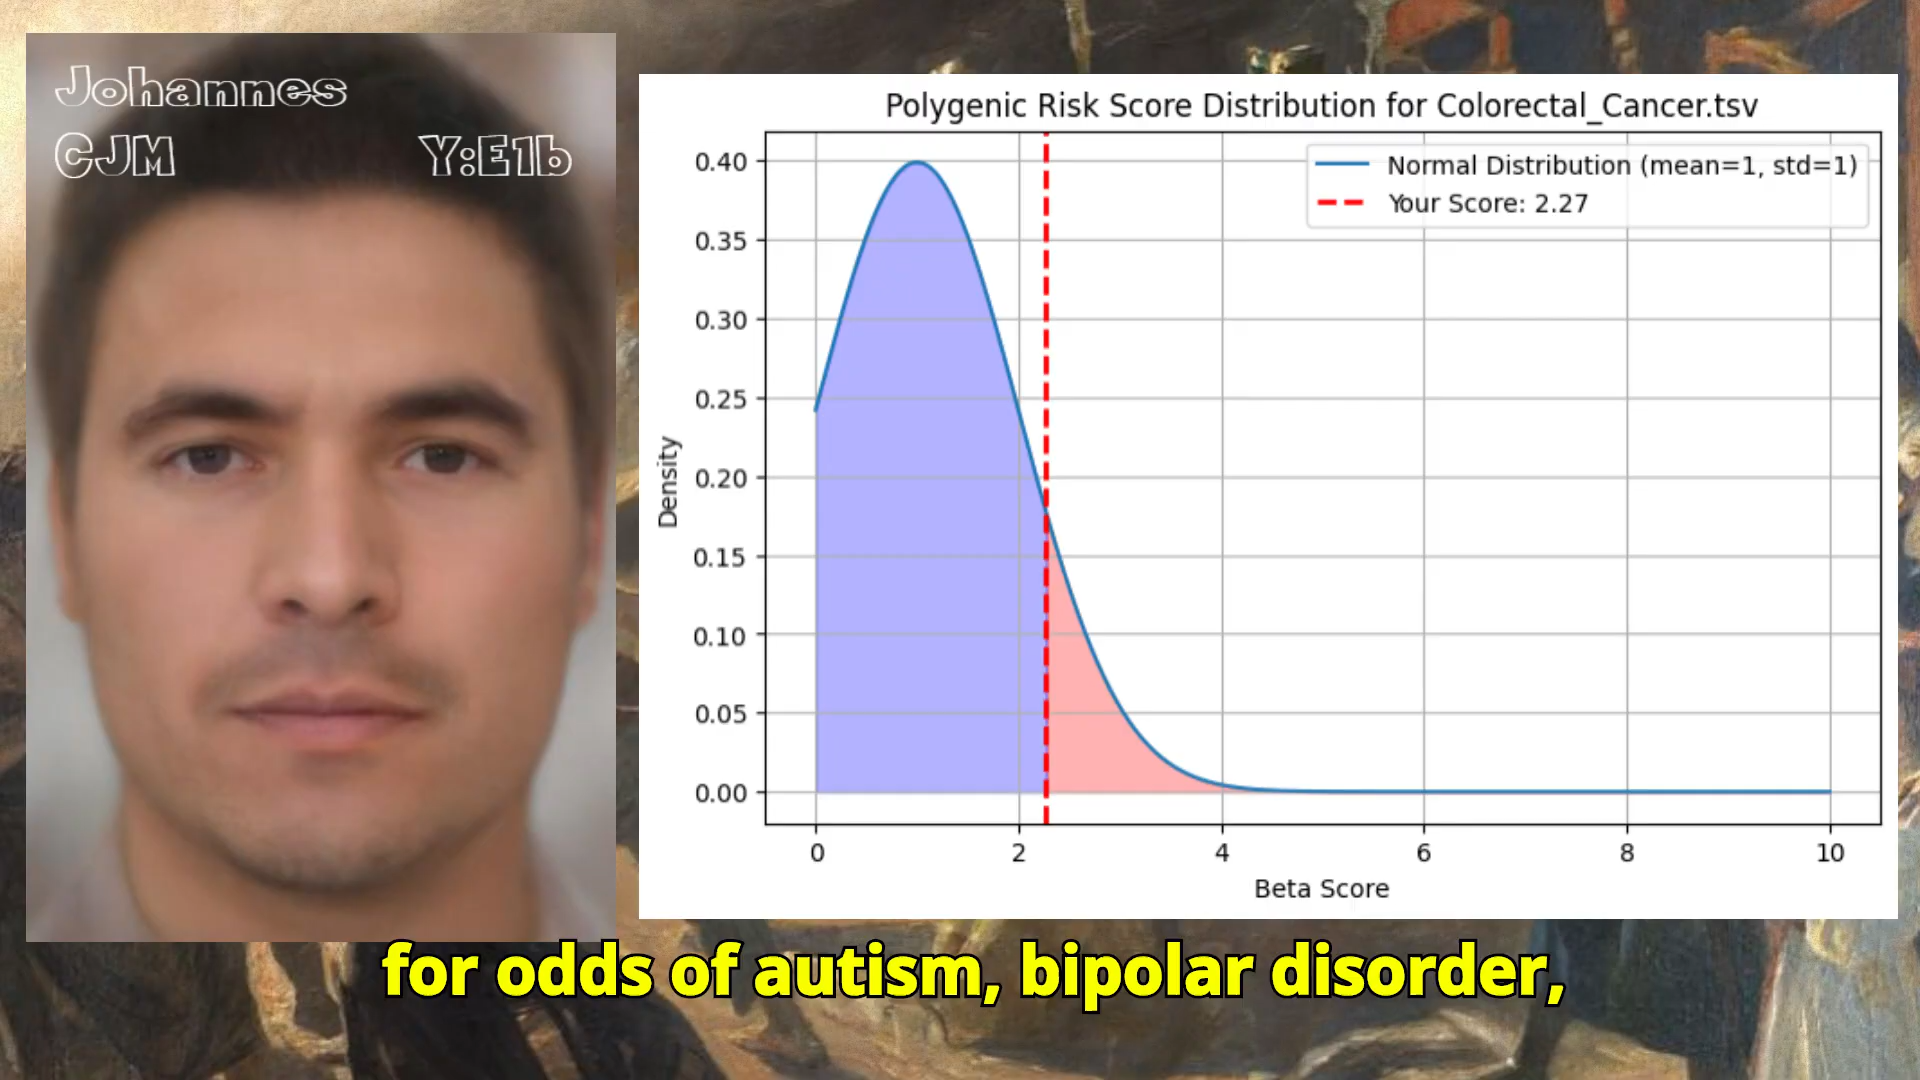 Johannes
CJM Y:E1b
Polygenic Risk Score Distribution for Colorectal_Cancer.tsv
Normal Distribution (mean=1, std=1)
Your Score: 2.27
0.40
0.35
0.30
0.25
0.20
0.15
0.10
0.05
0.00
Density
0 2 4 6 8 10
Beta Score
for odds of autism, bipolar disorder,